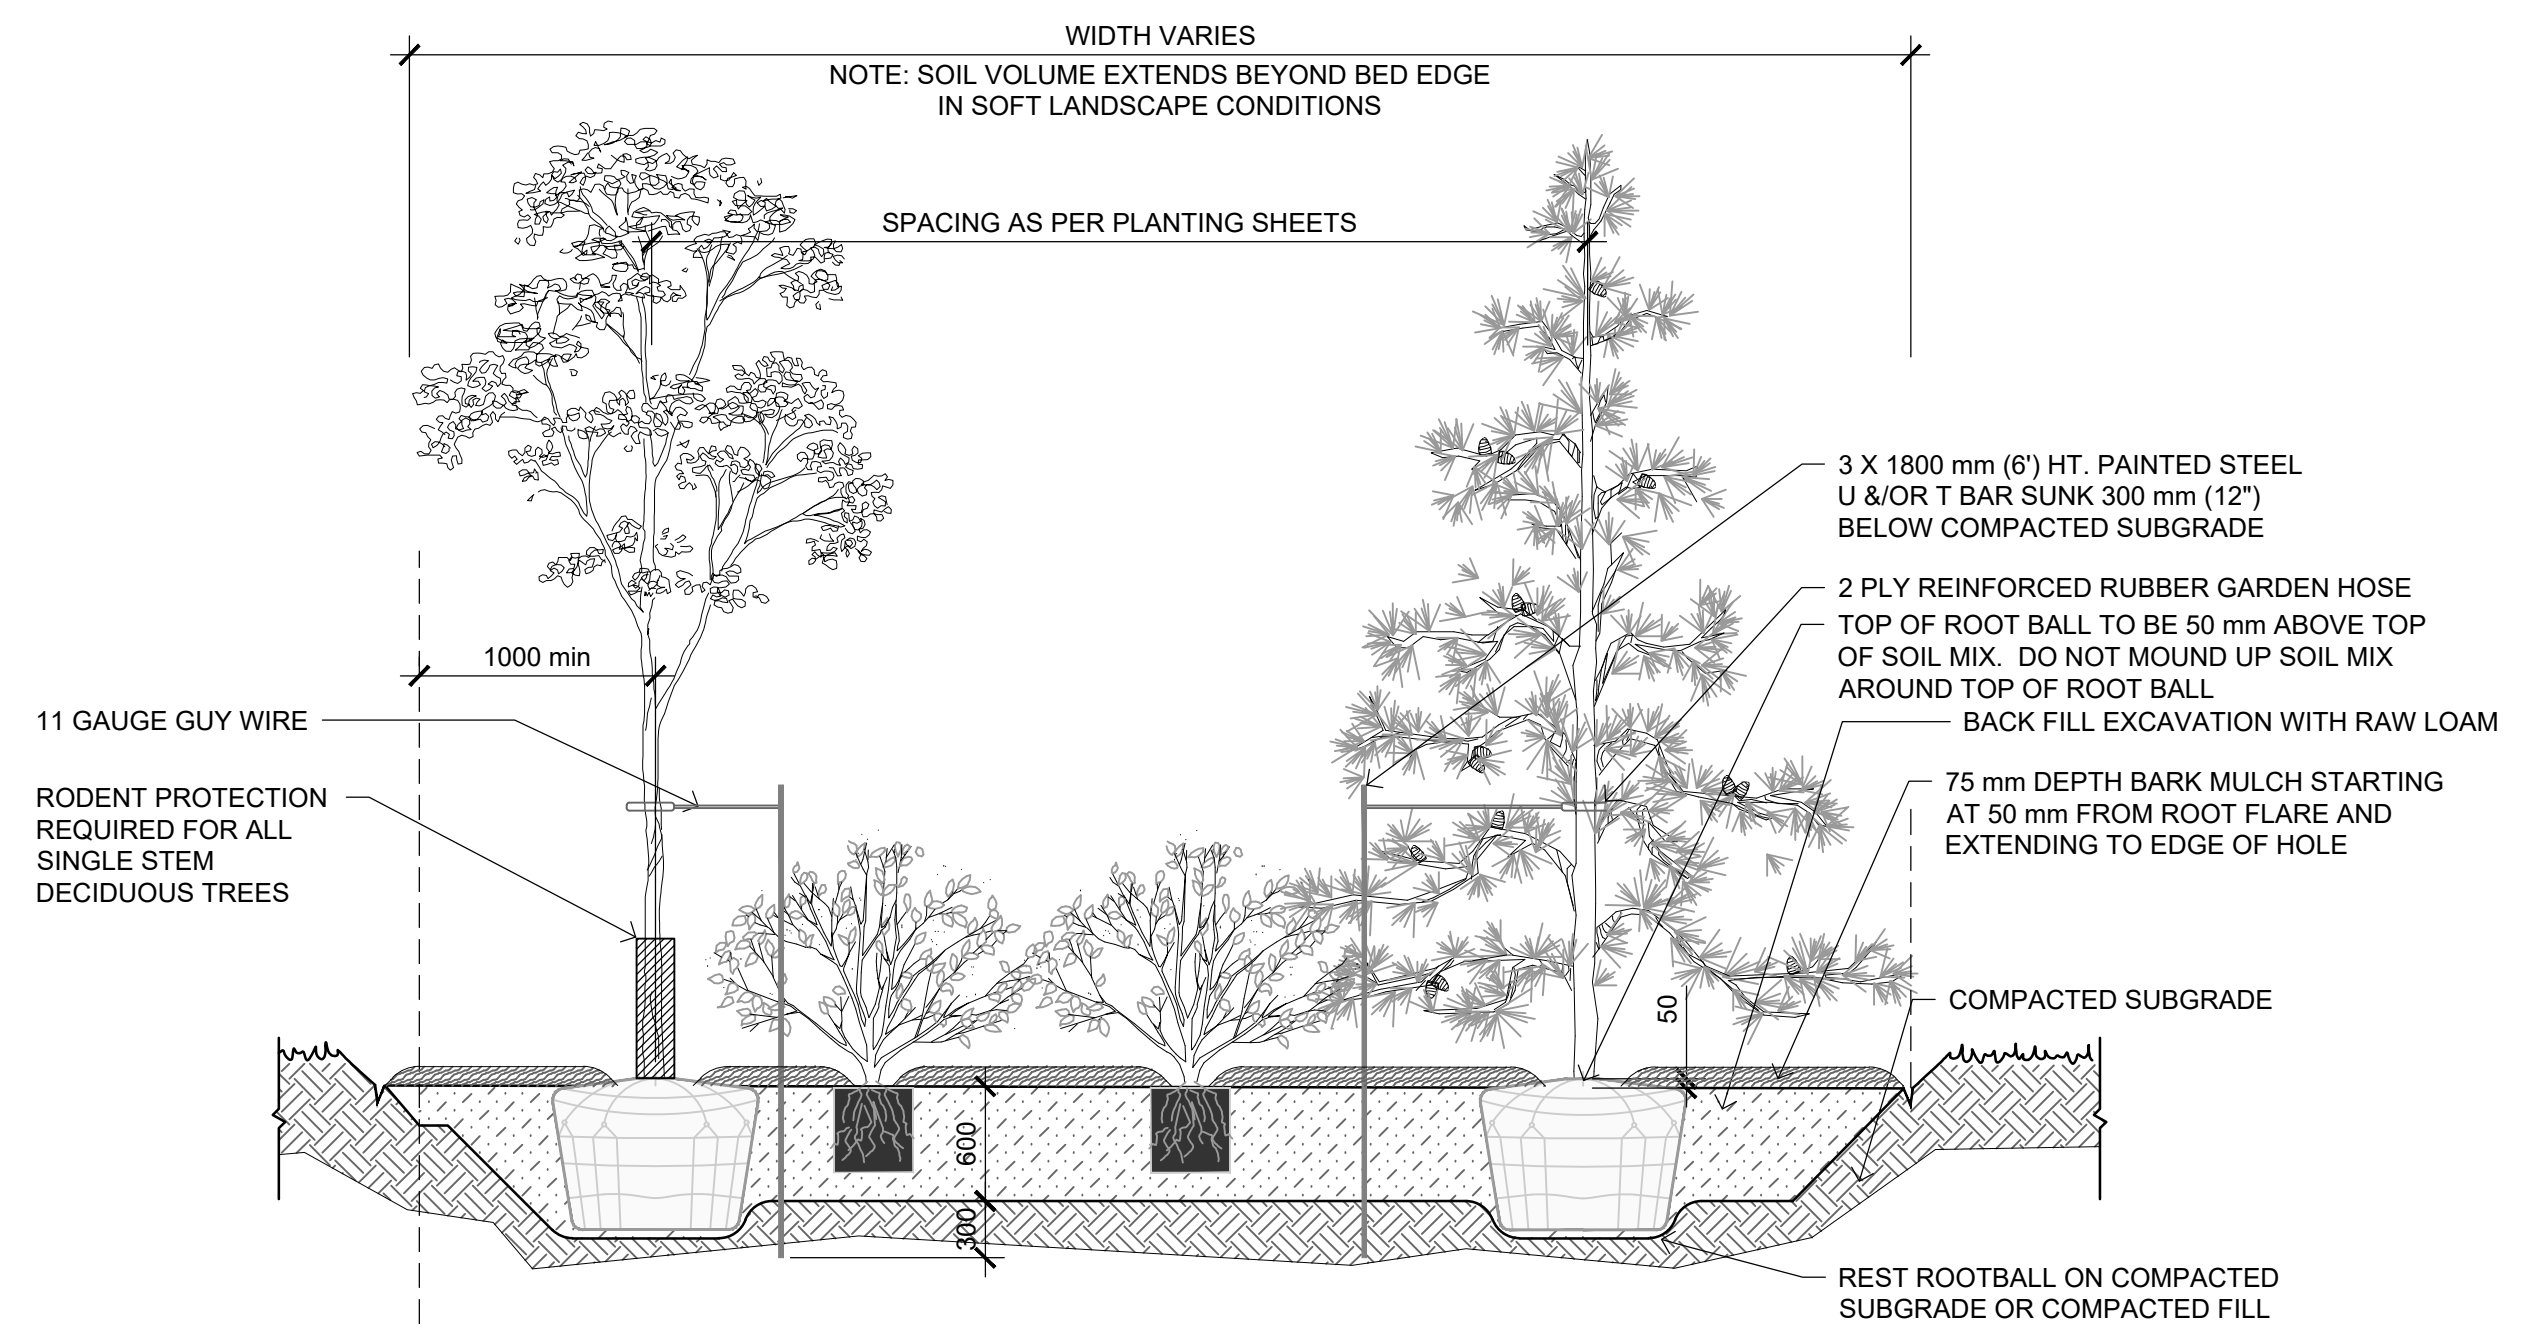 WIDTH VARIES
NOTE: SOIL VOLUME EXTENDS BEYOND BED EDGE
IN SOFT LANDSCAPE CONDITIONS
SPACING AS PER PLANTING SHEETS
1000 min
11 GAUGE GUY WIRE
RODENT PROTECTION
REQUIRED FOR ALL
SINGLE STEM
DECIDUOUS TREES
3 X 1800 mm (6') HT. PAINTED STEEL
U &/OR T BAR SUNK 300 mm (12")
BELOW COMPACTED SUBGRADE
2 PLY REINFORCED RUBBER GARDEN HOSE
TOP OF ROOT BALL TO BE 50 mm ABOVE TOP
OF SOIL MIX.  DO NOT MOUND UP SOIL MIX
AROUND TOP OF ROOT BALL
BACK FILL EXCAVATION WITH RAW LOAM
75 mm DEPTH BARK MULCH STARTING
AT 50 mm FROM ROOT FLARE AND
EXTENDING TO EDGE OF HOLE
COMPACTED SUBGRADE
50
600
300
REST ROOTBALL ON COMPACTED
SUBGRADE OR COMPACTED FILL